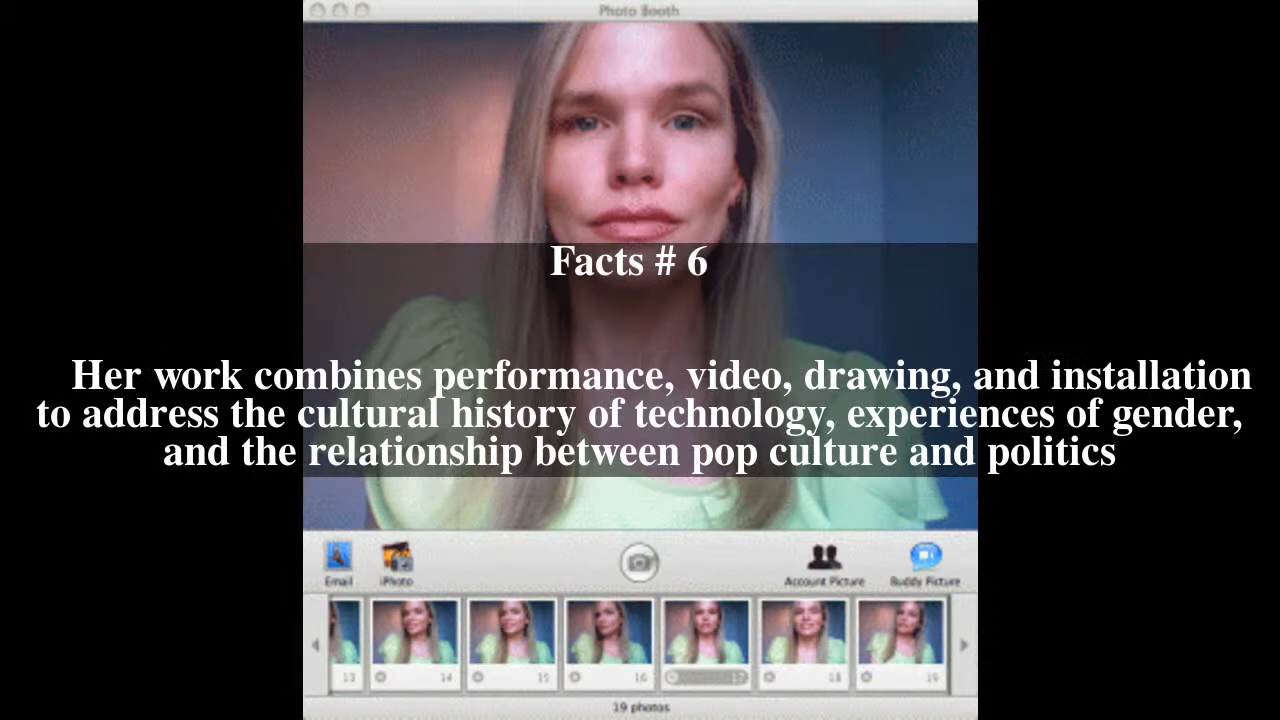 Photo Booth
Facts # 6
Her work combines performance, video, drawing, and installation
to address the cultural history of technology, experiences of gender,
and the relationship between pop culture and politics
Email iPhoto Account Picture Buddy Picture
13 14 15 16 17 18 19
19 photos